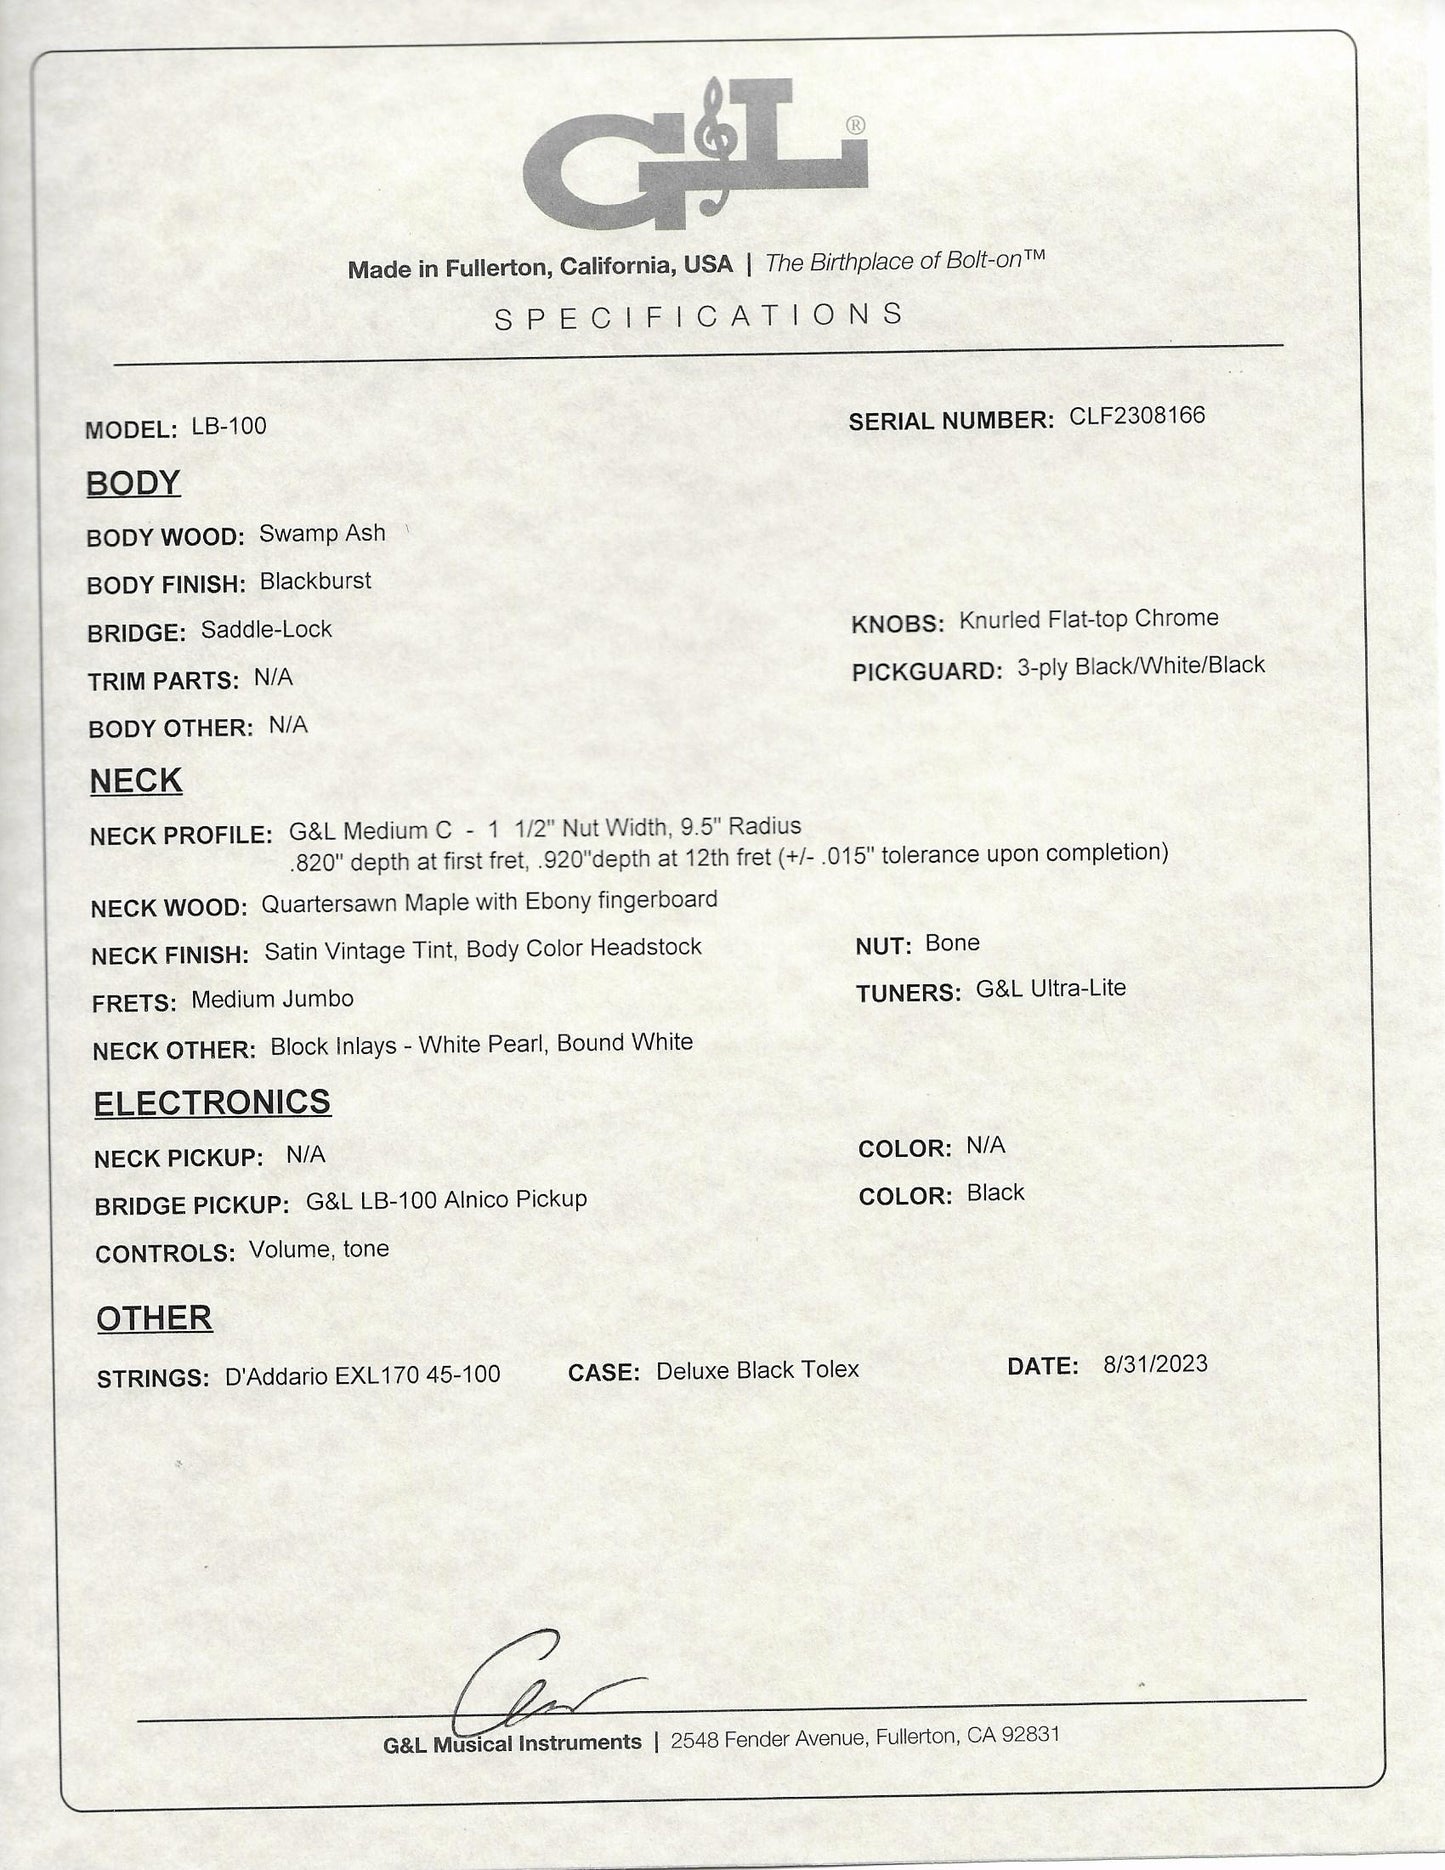 G&L®
Made in Fullerton, California, USA | The Birthplace of Bolt-on™
SPECIFICATIONS
MODEL: LB-100 SERIAL NUMBER: CLF2308166
BODY
BODY WOOD: Swamp Ash
BODY FINISH: Blackburst
BRIDGE: Saddle-Lock KNOBS: Knurled Flat-top Chrome
TRIM PARTS: N/A PICKGUARD: 3-ply Black/White/Black
BODY OTHER: N/A
NECK
NECK PROFILE: G&L Medium C - 1 1/2" Nut Width, 9.5" Radius
.820" depth at first fret, .920"depth at 12th fret (+/- .015" tolerance upon completion)
NECK WOOD: Quartersawn Maple with Ebony fingerboard
NECK FINISH: Satin Vintage Tint, Body Color Headstock NUT: Bone
FRETS: Medium Jumbo TUNERS: G&L Ultra-Lite
NECK OTHER: Block Inlays - White Pearl, Bound White
ELECTRONICS
NECK PICKUP: N/A COLOR: N/A
BRIDGE PICKUP: G&L LB-100 Alnico Pickup COLOR: Black
CONTROLS: Volume, tone
OTHER
STRINGS: D'Addario EXL170 45-100 CASE: Deluxe Black Tolex DATE: 8/31/2023
G&L Musical Instruments | 2548 Fender Avenue, Fullerton, CA 92831